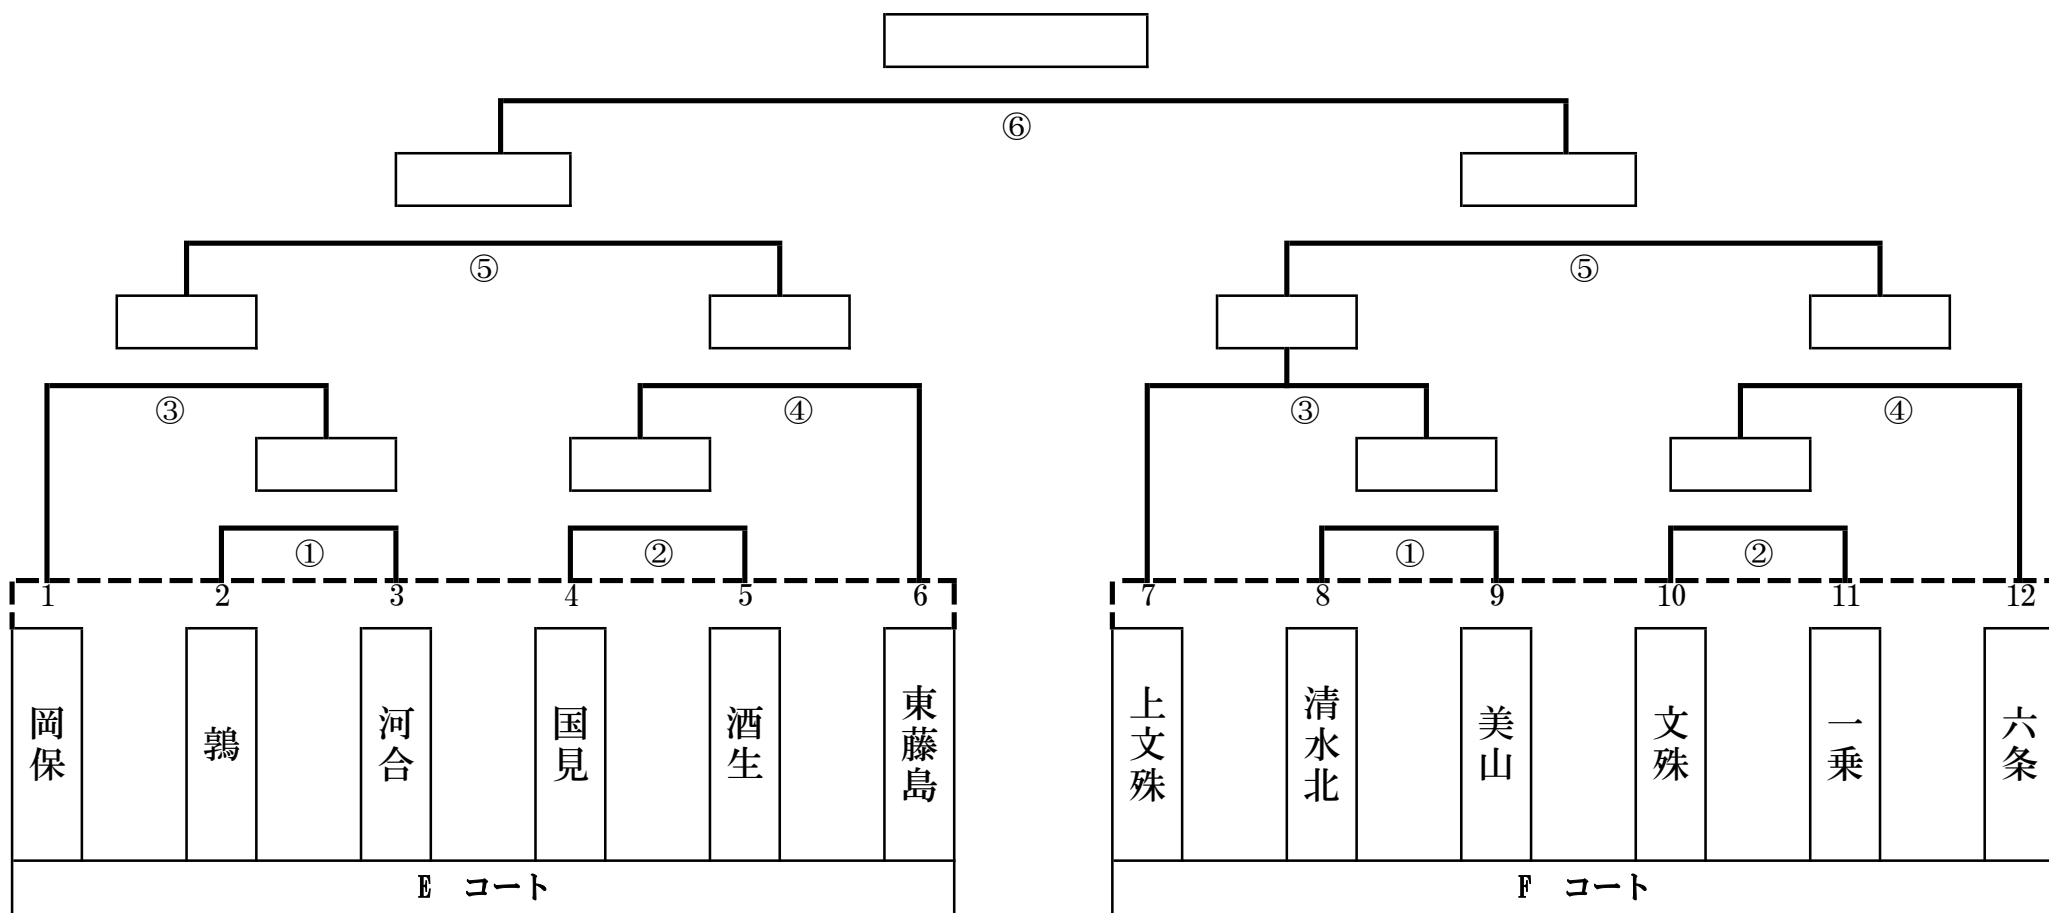 ⑥
⑤ ⑤
③ ④ ③ ④
① ② ① ②
1 2 3 4 5 6 7 8 9 10 11 12
岡保
鶉
河合
国見
酒生
東藤島
上文殊
清水北
美山
文殊
一乗
六条
E コート F コート